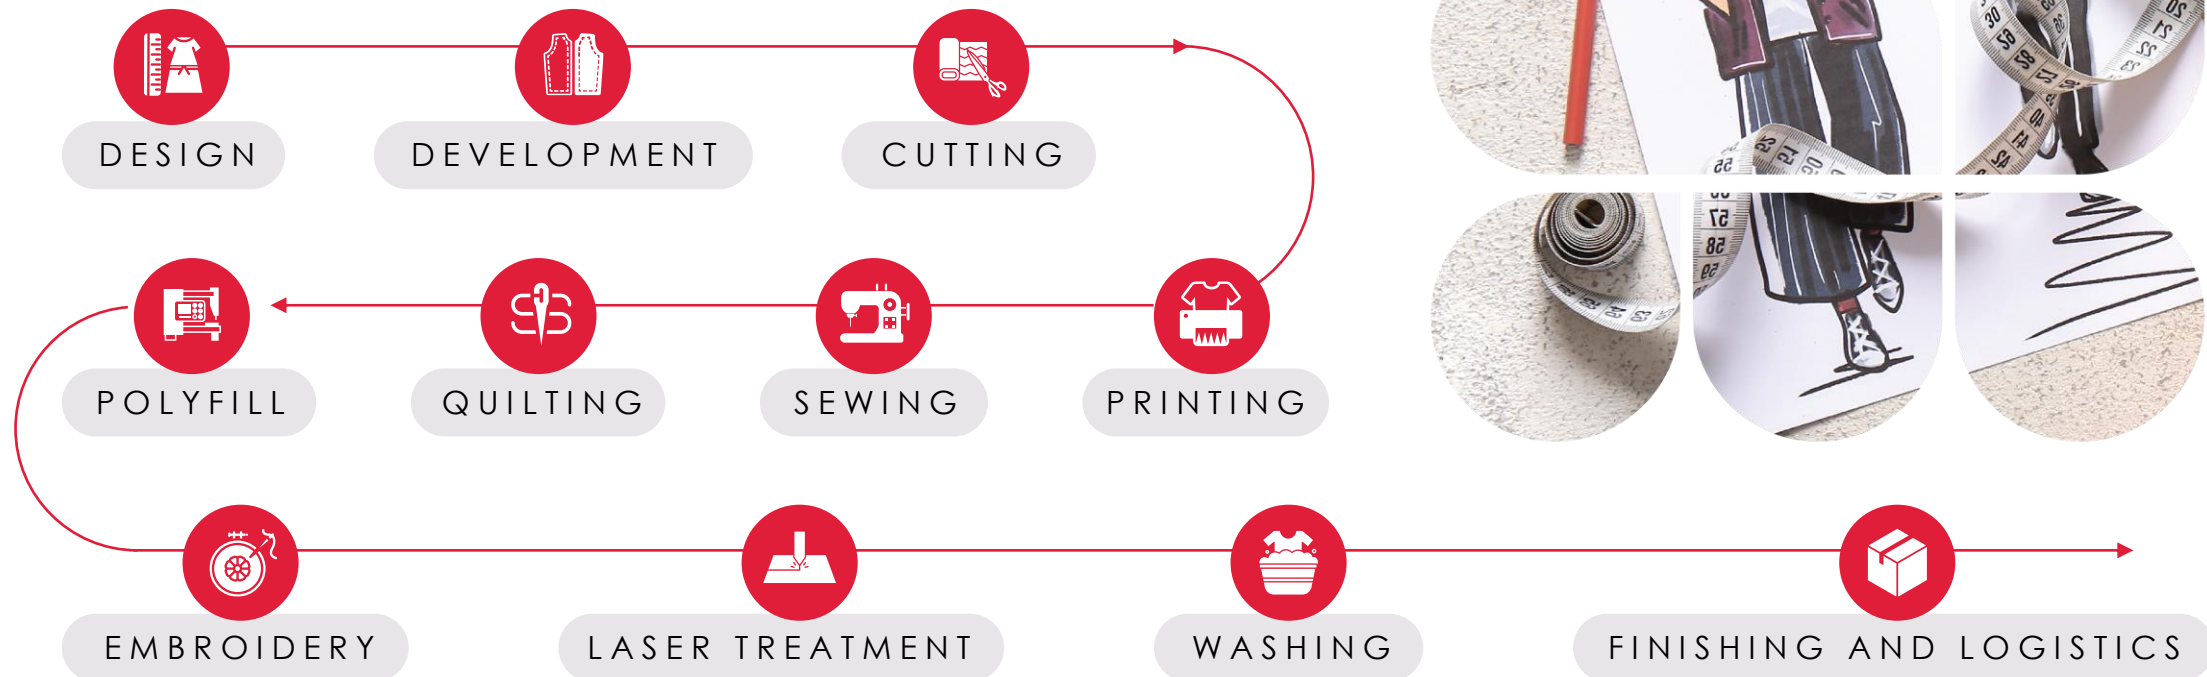 DESIGN
DEVELOPMENT
CUTTING
PRINTING
SEWING
QUILTING
POLYFILL
EMBROIDERY
LASER TREATMENT
WASHING
FINISHING AND LOGISTICS